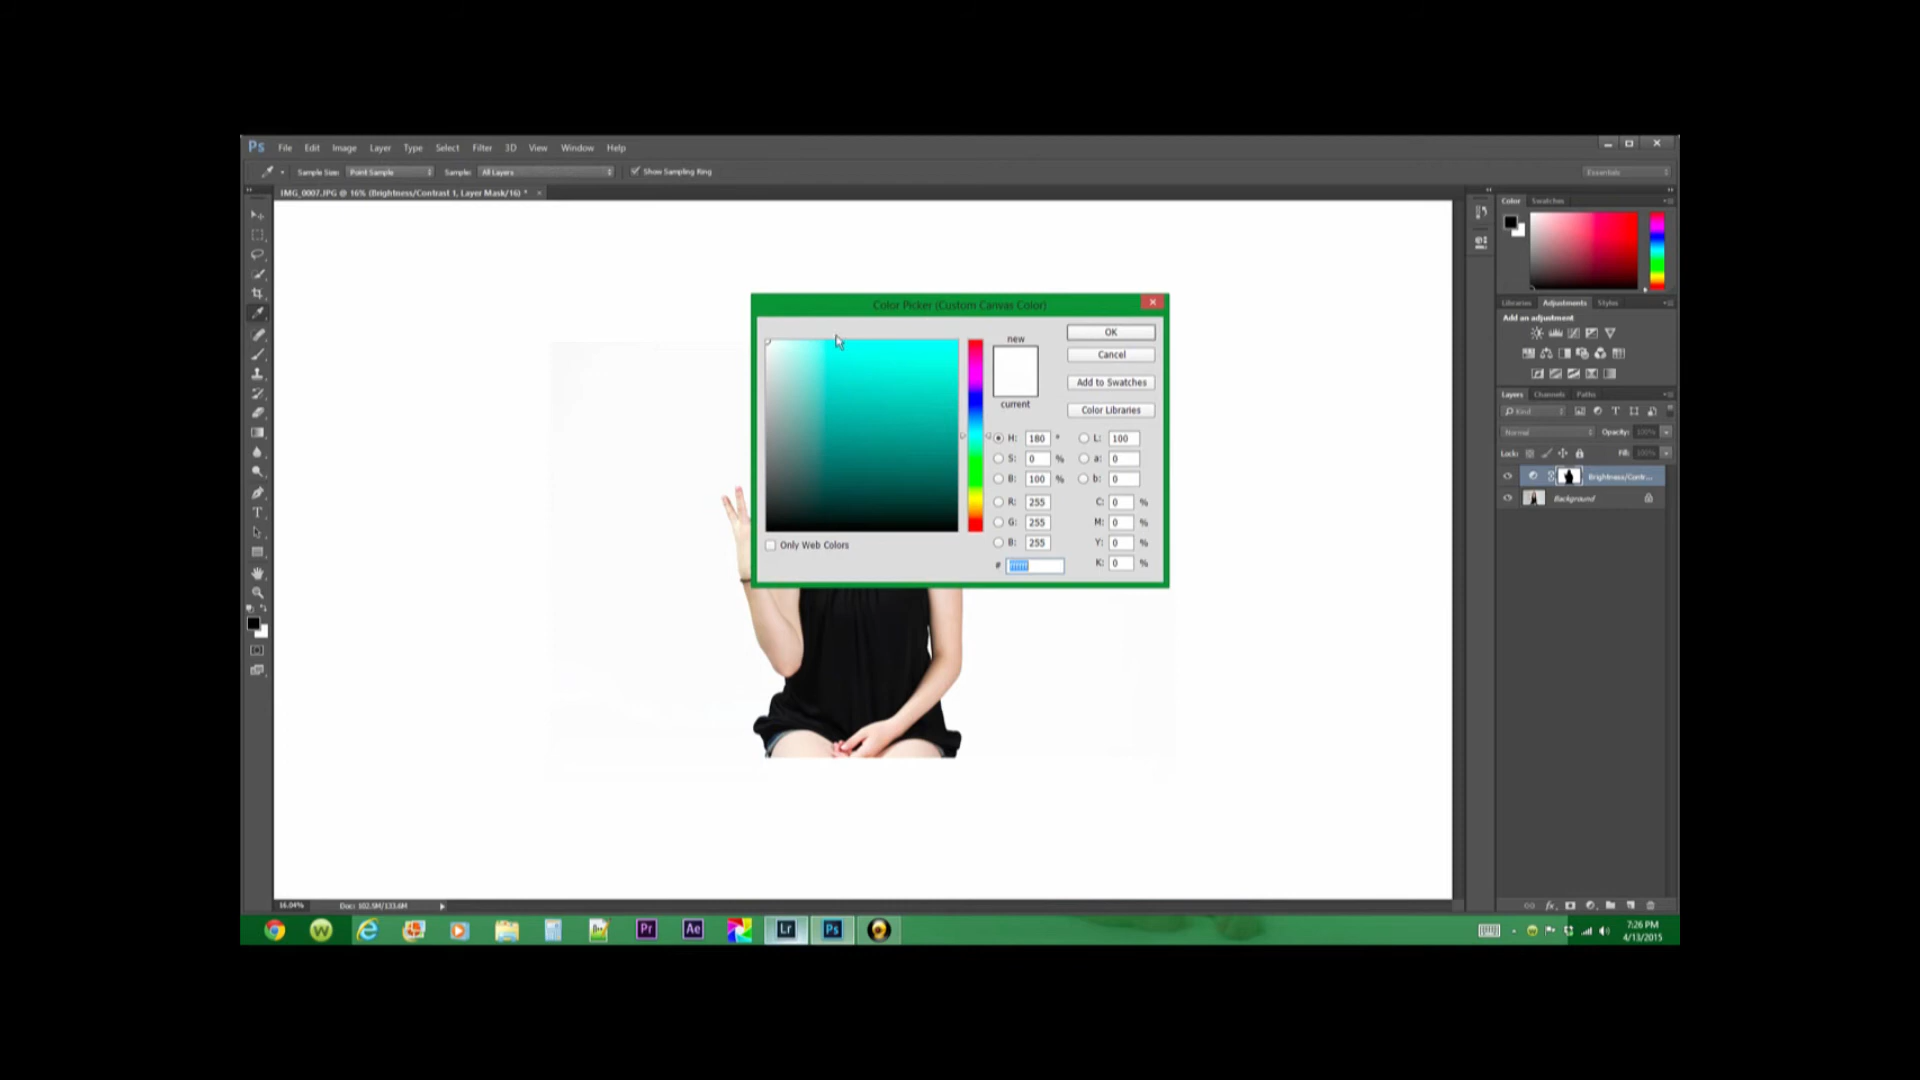 Ps File Edit Image Layer Type Select Filter 3D View Window Help
Sample Size: Point Sample Sample: All Layers Show Sampling Ring Essentials
IMG_0007.JPG @ 16% (Brightness/Contrast 1, Layer Mask/16) * ×
Color Swatches
Color Picker (Custom Canvas Color)
new
current
OK
Cancel
Add to Swatches
Color Libraries
H: 180 ° L: 100
S: 0 % a: 0
B: 100 % b: 0
R: 255 C: 0 %
G: 255 M: 0 %
B: 255 Y: 0 %
# ffffff K: 0 %
Only Web Colors
Libraries Adjustments Styles
Add an adjustment
Layers Channels Paths
Kind
Normal Opacity: 100%
Lock: Fill: 100%
Brightness/Contr...
Background
16.04% Doc: 102.5M/133.6M
Pr Ae Lr Ps
7:26 PM
4/13/2015